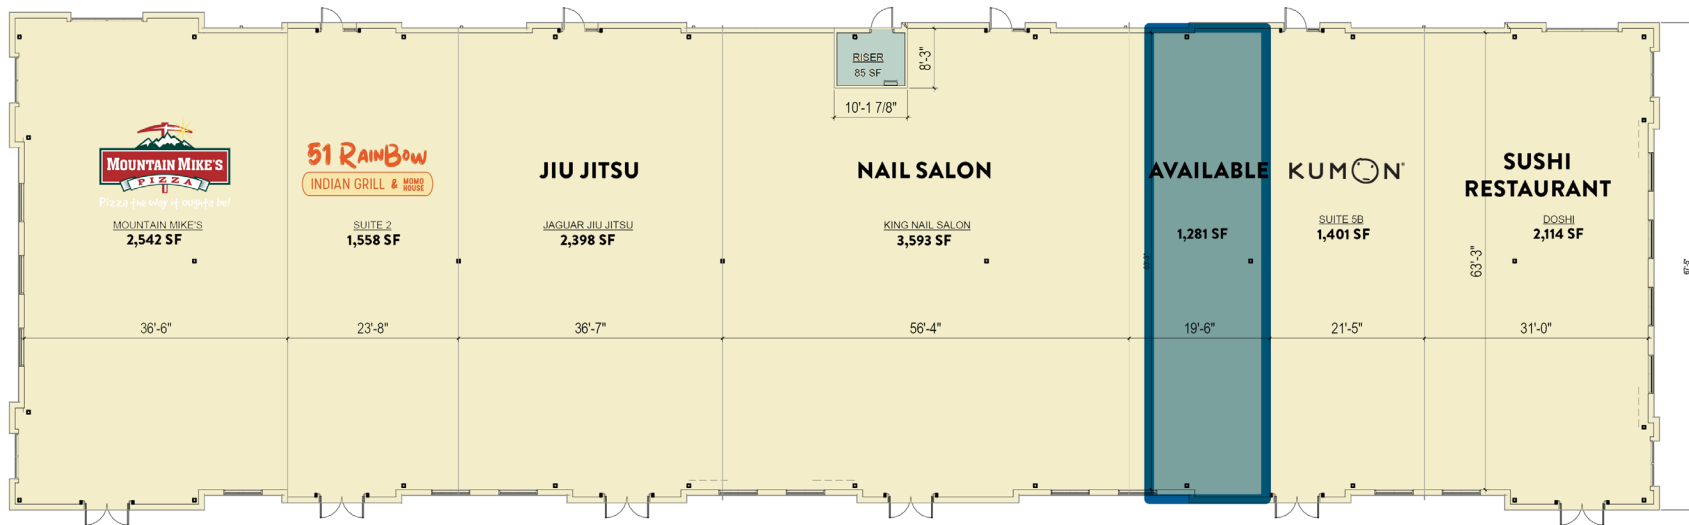 RISER
85 SF
8'-3"
10'-1 7/8"
MOUNTAIN MIKE'S
PIZZA
Pizza the Way it oughta be!
MOUNTAIN MIKE'S
2,542 SF
36'-6"
51 RAINBOW
INDIAN GRILL & MOMO HOUSE
SUITE 2
1,558 SF
23'-8"
JIU JITSU
JAGUAR JIU JITSU
2,398 SF
36'-7"
NAIL SALON
KING NAIL SALON
3,593 SF
56'-4"
AVAILABLE
1,281 SF
19'-6"
KUMON
SUITE 5B
1,401 SF
21'-5"
SUSHI
RESTAURANT
DOSHI
2,114 SF
63'-3"
31'-0"
67'-8"